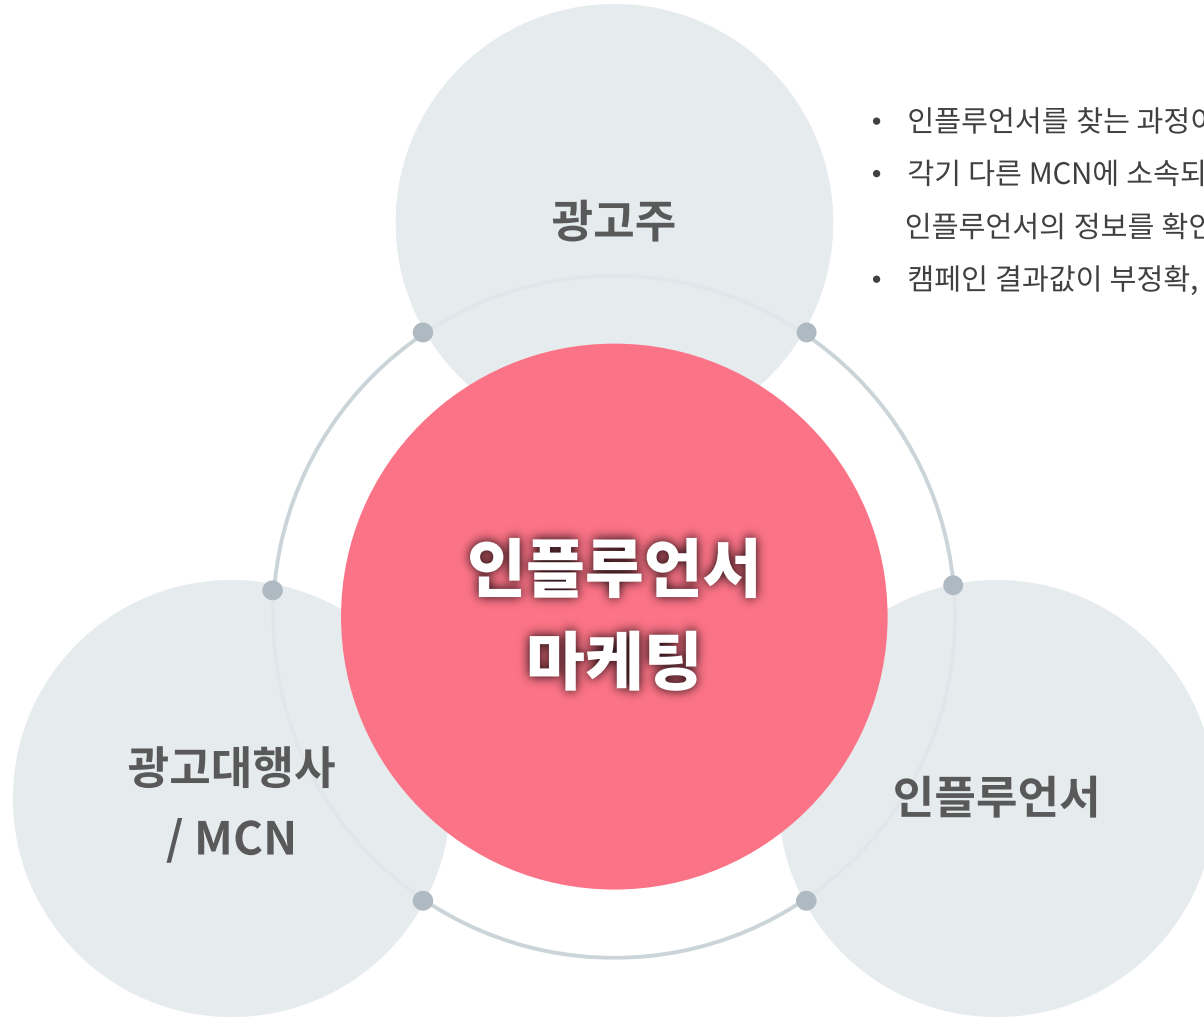 광고주
• 인플루언서를 찾는 과정
• 각기 다른 MCN에 소속되
인플루언서의 정보를 확인
• 캠페인 결과값이 부정확,
인플루언서
마케팅
광고대행사
/ MCN
인플루언서